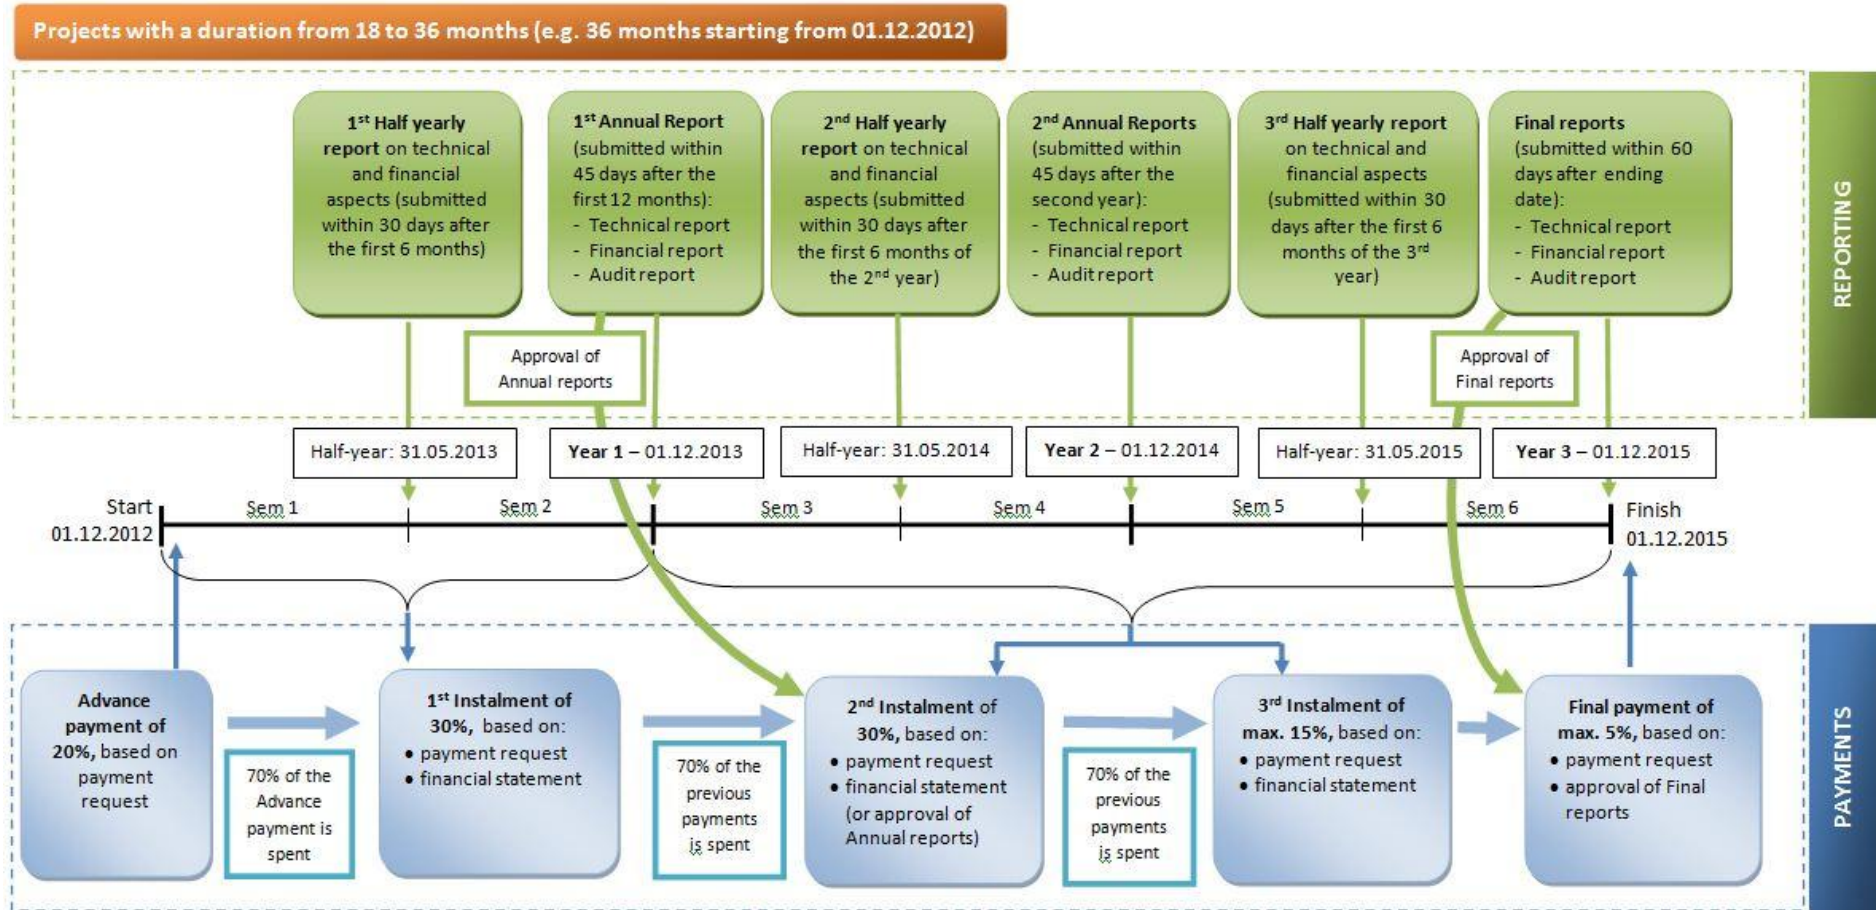 Projects with a duration from 18 to 36 months (e.g. 36 months starting from 01.12.2012)
1st Half yearly
report on technical
and financial
aspects (submitted
within 30 days after
the first 6 months)
1st Annual Report
(submitted within
45 days after the
first 12 months):
- Technical report
- Financial report
- Audit report
2nd Half yearly
report on technical
and financial
aspects (submitted
within 30 days after
the first 6 months of
the 2nd year)
2nd Annual Reports
(submitted within
45 days after the
second year):
- Technical report
- Financial report
- Audit report
3rd Half yearly report
on technical and
financial aspects
(submitted within 30
days after the first 6
months of the 3rd
year)
Final reports
(submitted within 60
days after ending
date):
- Technical report
- Financial report
- Audit report
REPORTING
Approval of
Annual reports
Approval of
Final reports
Half-year: 31.05.2013
Year 1 – 01.12.2013
Half-year: 31.05.2014
Year 2 – 01.12.2014
Half-year: 31.05.2015
Year 3 – 01.12.2015
Start
01.12.2012
Sem 1
Sem 2
Sem 3
Sem 4
Sem 5
Sem 6
Finish
01.12.2015
Advance
payment of
20%, based on
payment
request
70% of the
Advance
payment is
spent
1st Instalment of
30%, based on:
• payment request
• financial statement
70% of the
previous
payments
is spent
2nd Instalment of
30%, based on:
• payment request
• financial statement
(or approval of
Annual reports)
70% of the
previous
payments
is spent
3rd Instalment of
max. 15%, based on:
• payment request
• financial statement
Final payment of
max. 5%, based on:
• payment request
• approval of Final
reports
PAYMENTS